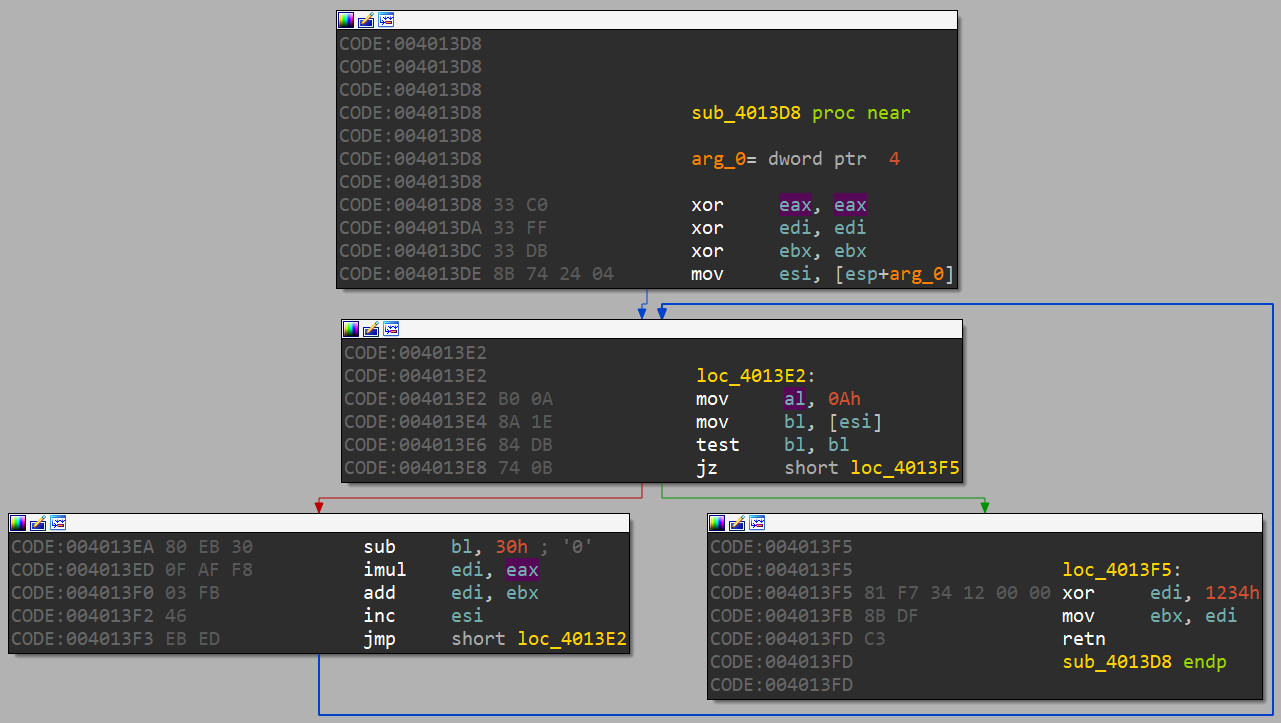 CODE:004013D8
CODE:004013D8
CODE:004013D8
CODE:004013D8 sub_4013D8 proc near
CODE:004013D8
CODE:004013D8 arg_0= dword ptr 4
CODE:004013D8
CODE:004013D8 33 C0 xor eax, eax
CODE:004013DA 33 FF xor edi, edi
CODE:004013DC 33 DB xor ebx, ebx
CODE:004013DE 8B 74 24 04 mov esi, [esp+arg_0]
CODE:004013E2
CODE:004013E2 loc_4013E2:
CODE:004013E2 B0 0A mov al, 0Ah
CODE:004013E4 8A 1E mov bl, [esi]
CODE:004013E6 84 DB test bl, bl
CODE:004013E8 74 0B jz short loc_4013F5
CODE:004013EA 80 EB 30 sub bl, 30h ; '0'
CODE:004013ED 0F AF F8 imul edi, eax
CODE:004013F0 03 FB add edi, ebx
CODE:004013F2 46 inc esi
CODE:004013F3 EB ED jmp short loc_4013E2
CODE:004013F5
CODE:004013F5 loc_4013F5:
CODE:004013F5 81 F7 34 12 00 00 xor edi, 1234h
CODE:004013FB 8B DF mov ebx, edi
CODE:004013FD C3 retn
CODE:004013FD sub_4013D8 endp
CODE:004013FD